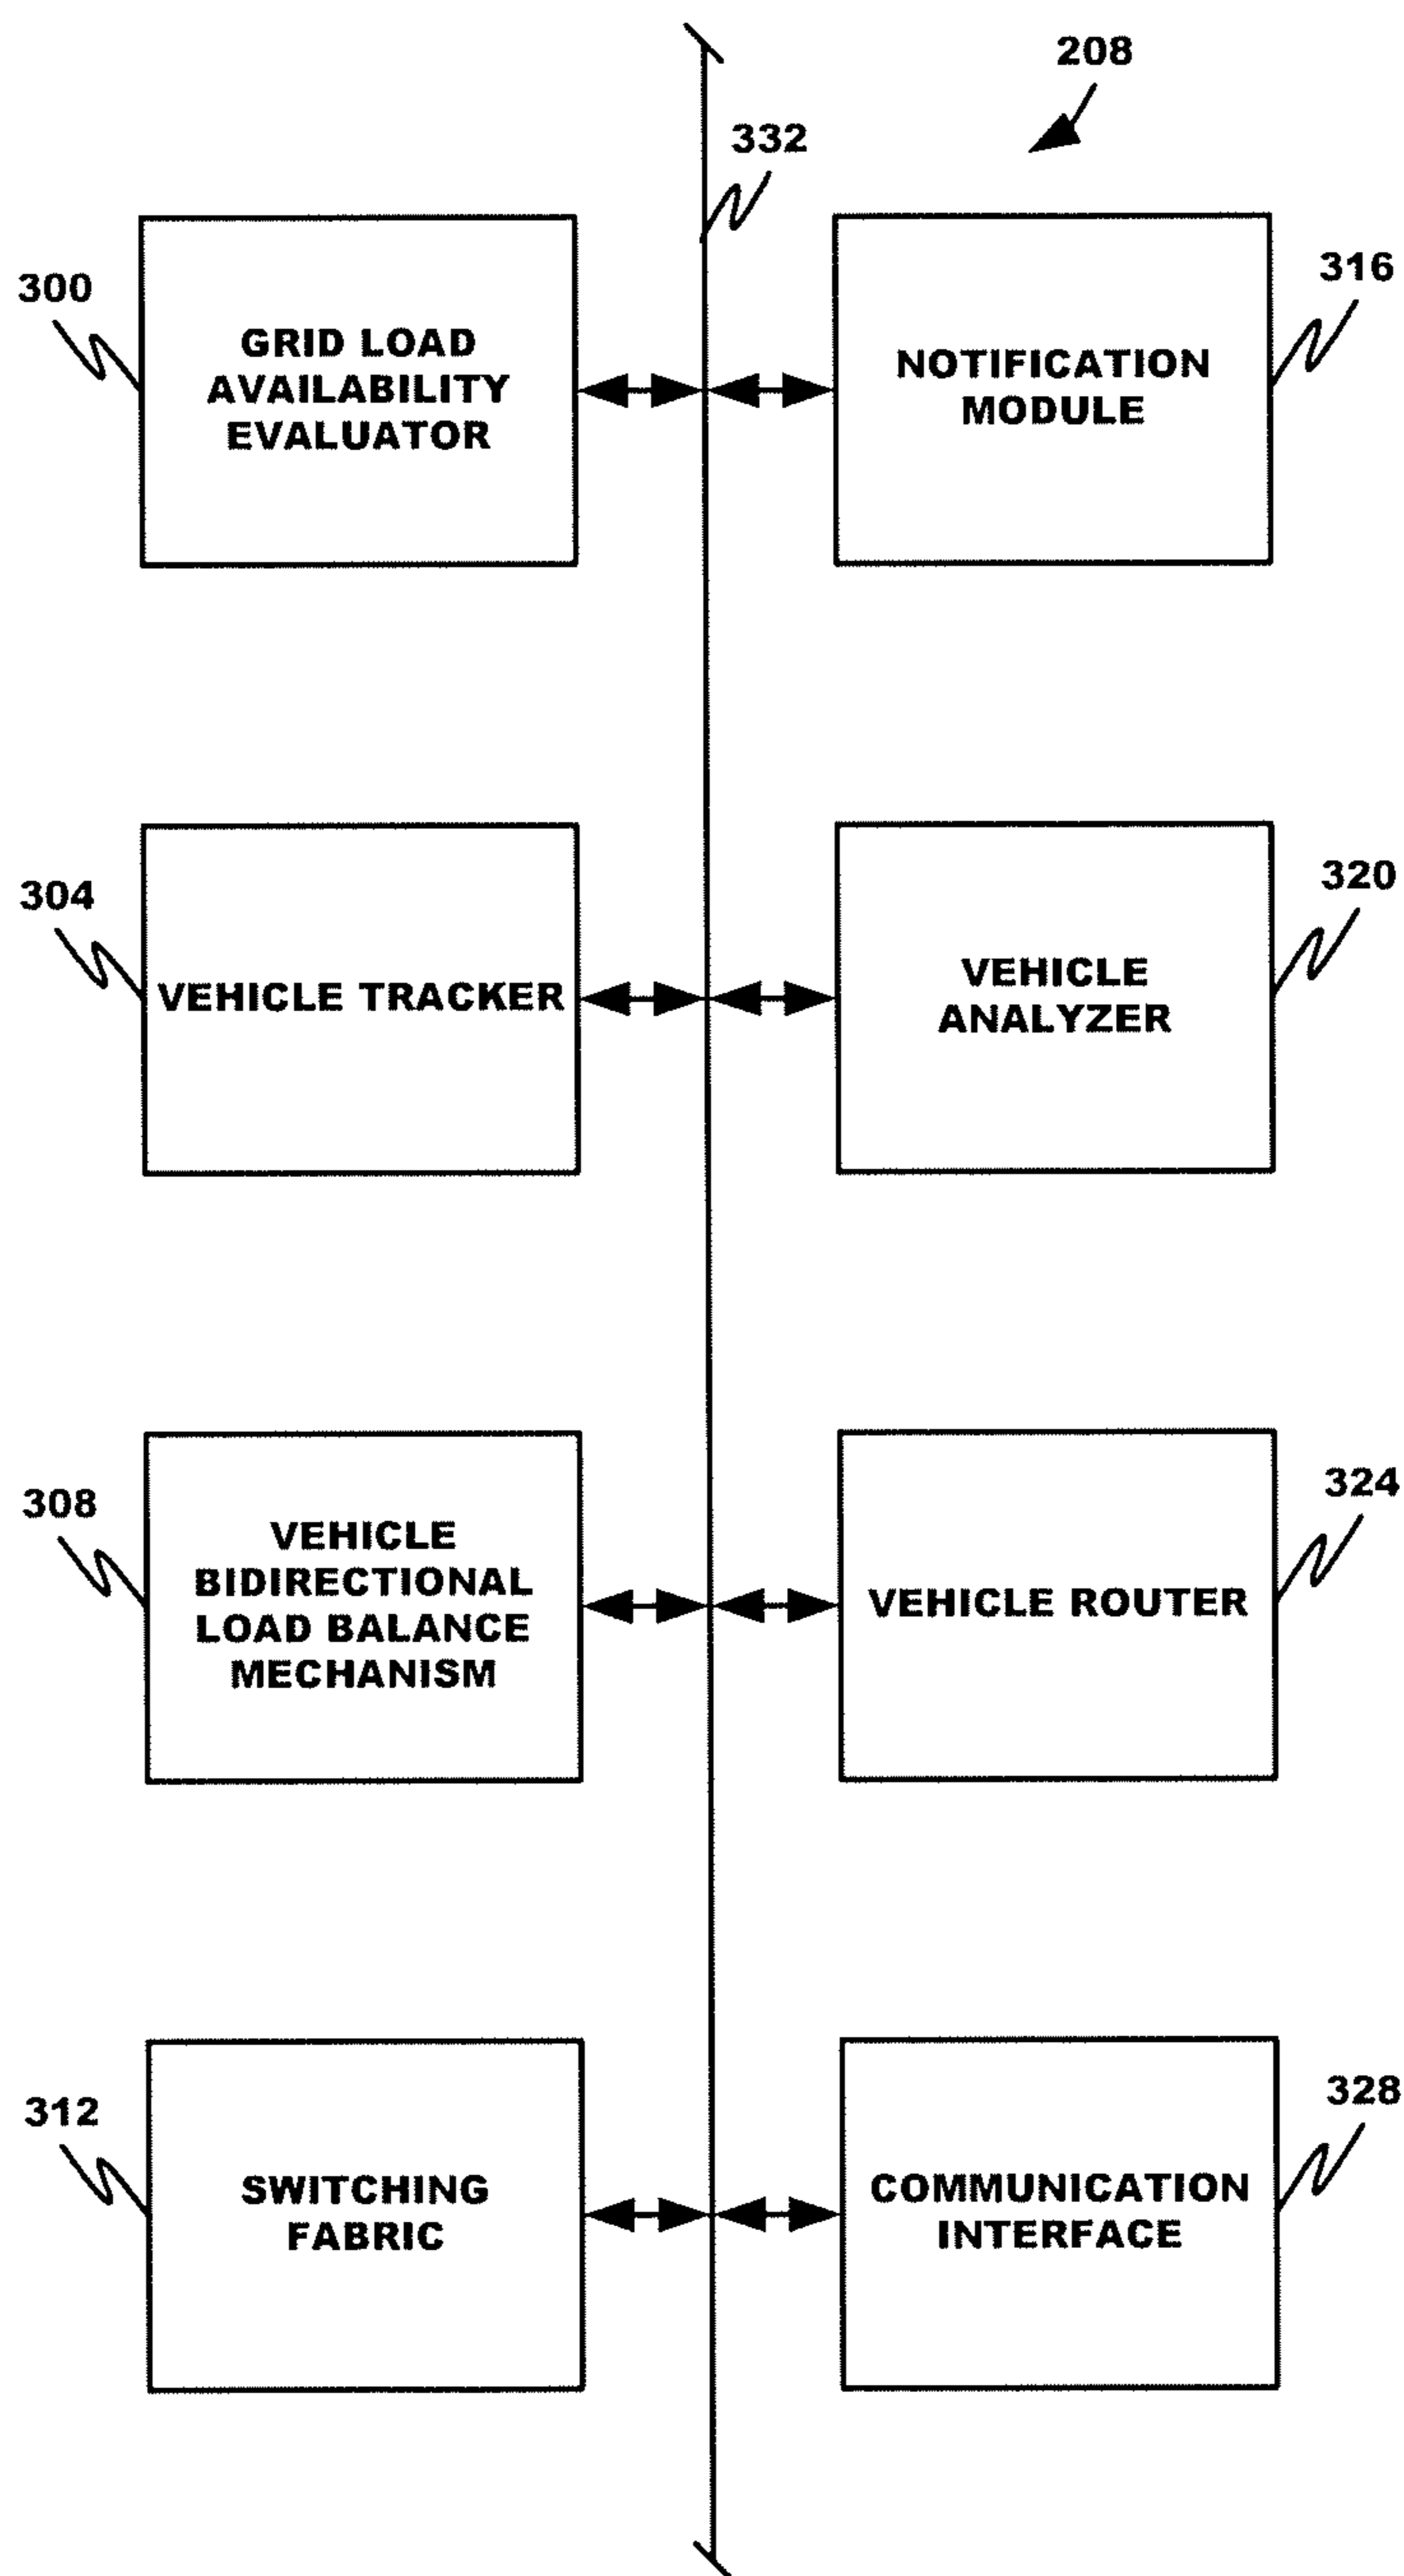 208
332
300
GRID LOAD
AVAILABILITY
EVALUATOR
316
NOTIFICATION
MODULE
304
VEHICLE TRACKER
320
VEHICLE
ANALYZER
308
VEHICLE
BIDIRECTIONAL
LOAD BALANCE
MECHANISM
324
VEHICLE ROUTER
312
SWITCHING
FABRIC
328
COMMUNICATION
INTERFACE